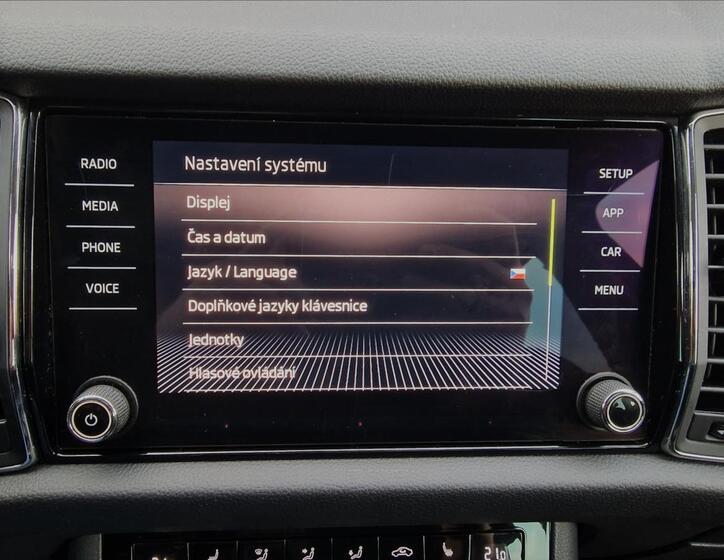 RADIO
MEDIA
PHONE
VOICE
Nastavení systému
Displej
Čas a datum
Jazyk / Language
Doplňkové jazyky klávesnice
Jednotky
Hlasové ovládání
SETUP
APP
CAR
MENU